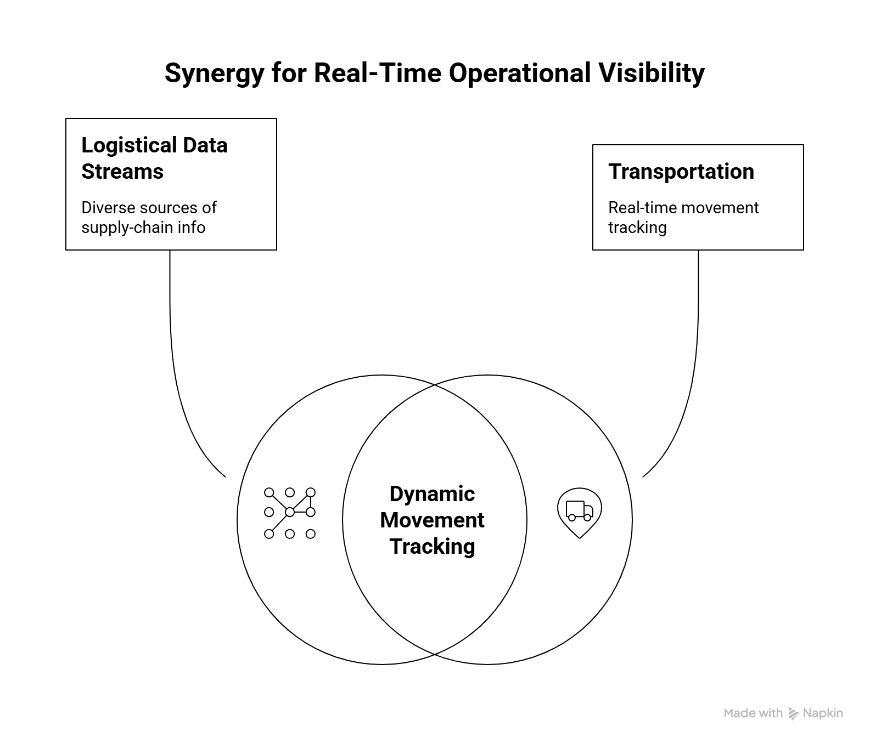 Synergy for Real-Time Operational Visibility
Logistical Data
Streams
Diverse sources of
supply-chain info
Transportation
Real-time movement
tracking
Dynamic
Movement
Tracking
Made with Napkin